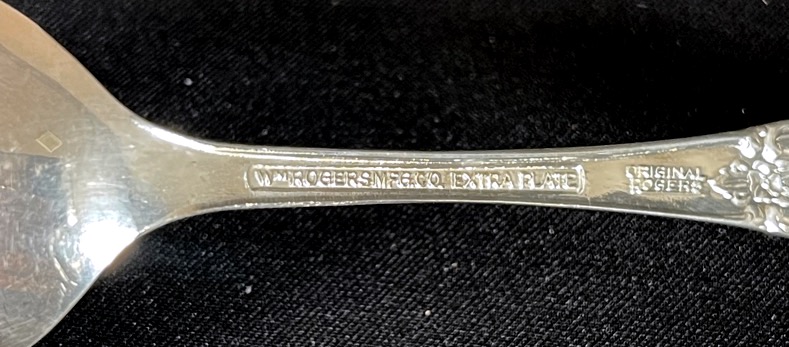 Wᴹ ROGERS MFG. CO. EXTRA PLATE
ORIGINAL
ROGERS